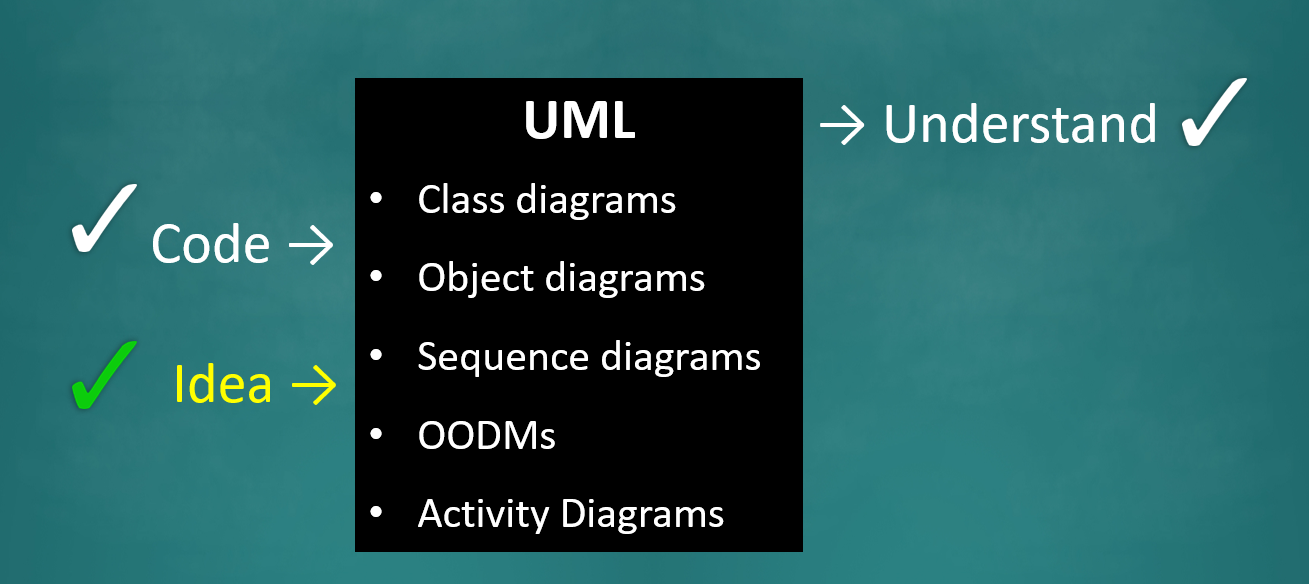 UML
→ Understand ✓
• Class diagrams
✓ Code →
• Object diagrams
• Sequence diagrams
✓ Idea →
• OODMs
• Activity Diagrams